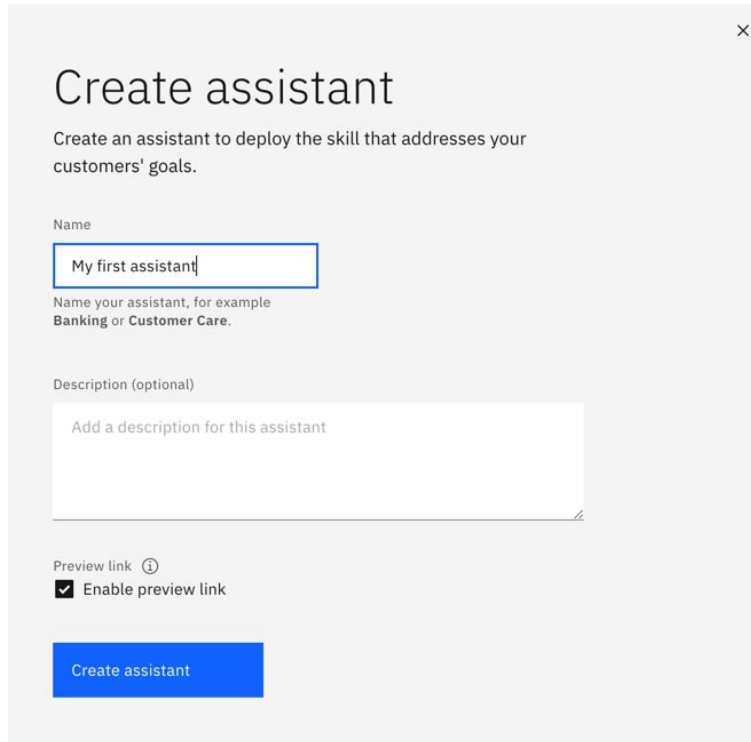 Create assistant
Create an assistant to deploy the skill that addresses your
customers' goals.
Name
My first assistant
Name your assistant, for example
Banking or Customer Care.
Description (optional)
Add a description for this assistant
Preview link
Enable preview link
Create assistant